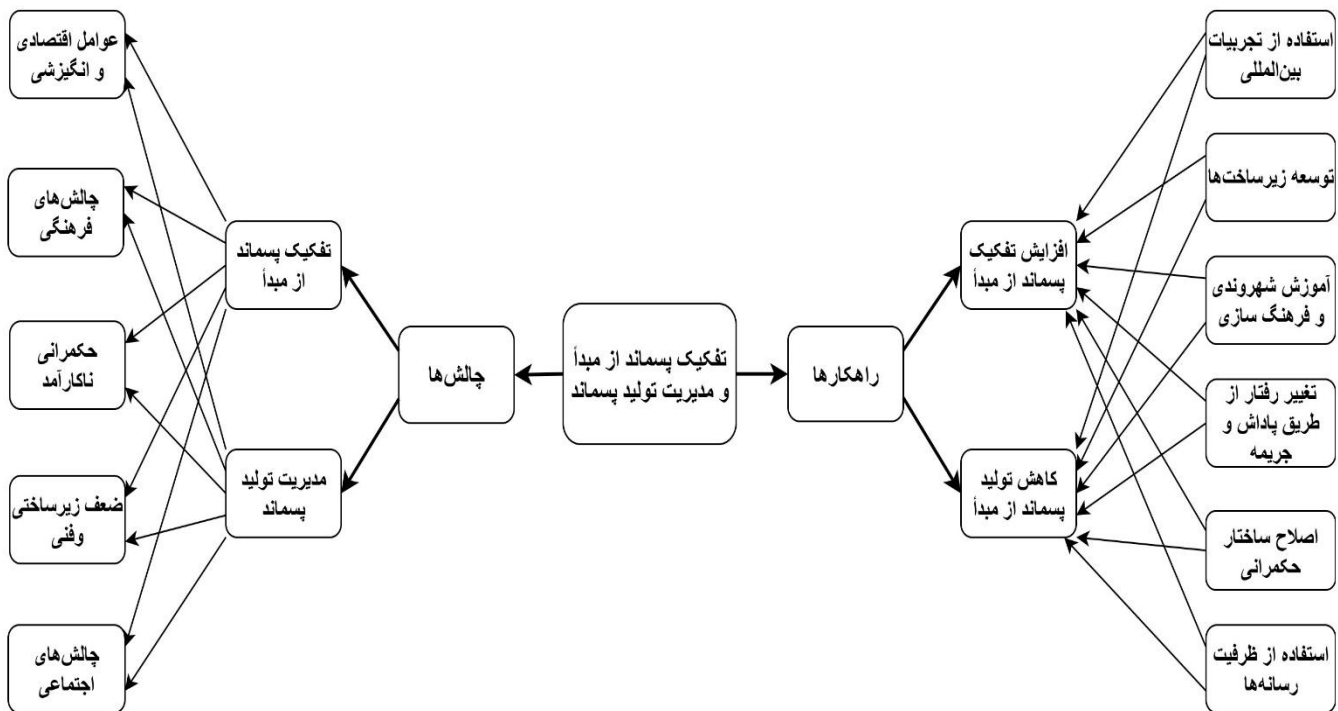 استفاده از تجربیات
بین‌المللی
توسعه زیرساخت‌ها
آموزش شهروندی
و فرهنگ سازی
تغییر رفتار از
طریق پاداش و
جریمه
اصلاح ساختار
حکمرانی
استفاده از ظرفیت
رسانه‌ها
افزایش تفکیک
پسماند از مبدأ
کاهش تولید
پسماند از مبدأ
راهکارها
تفکیک پسماند از مبدأ
و مدیریت تولید پسماند
چالش‌ها
تفکیک پسماند
از مبدأ
مدیریت تولید
پسماند
عوامل اقتصادی
و انگیزشی
چالش‌های
فرهنگی
حکمرانی
ناکارآمد
ضعف زیرساختی
وفنی
چالش‌های
اجتماعی